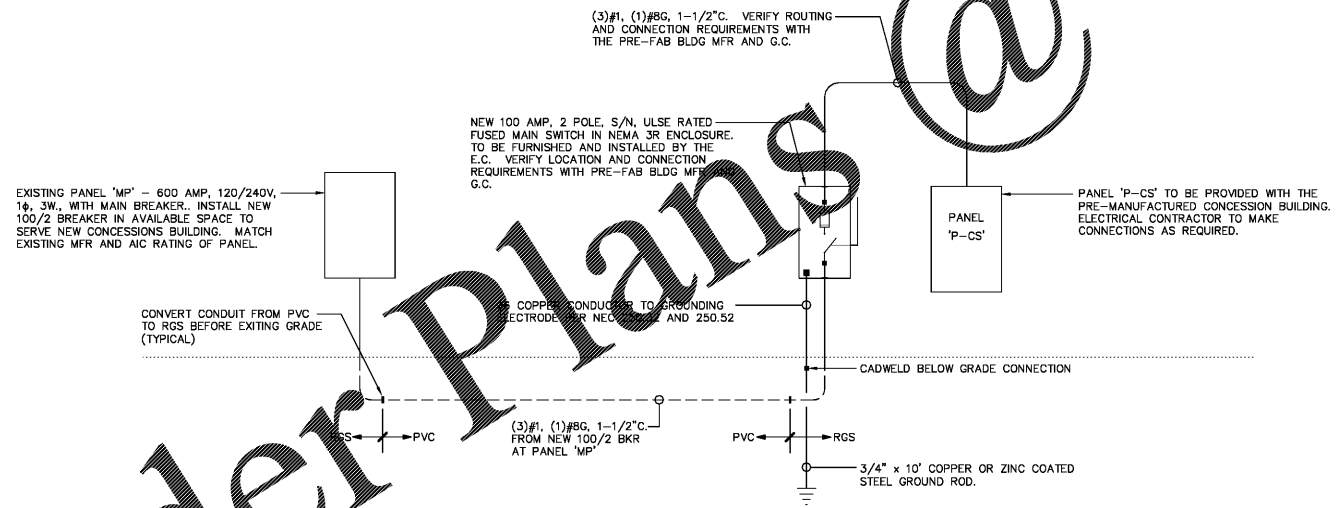 (3)#1, (1)#8G, 1-1/2"C. VERIFY ROUTING
AND CONNECTION REQUIREMENTS WITH
THE PRE-FAB BLDG MFR AND G.C.
NEW 100 AMP, 2 POLE, S/N, ULSE RATED
FUSED MAIN SWITCH IN NEMA 3R ENCLOSURE.
TO BE FURNISHED AND INSTALLED BY THE
E.C. VERIFY LOCATION AND CONNECTION
REQUIREMENTS WITH PRE-FAB BLDG MFR AND
G.C.
EXISTING PANEL 'MP' - 600 AMP, 120/240V,
1ϕ, 3W., WITH MAIN BREAKER.. INSTALL NEW
100/2 BREAKER IN AVAILABLE SPACE TO
SERVE NEW CONCESSIONS BUILDING. MATCH
EXISTING MFR AND AIC RATING OF PANEL.
PANEL
'P-CS'
PANEL 'P-CS' TO BE PROVIDED WITH THE
PRE-MANUFACTURED CONCESSION BUILDING.
ELECTRICAL CONTRACTOR TO MAKE
CONNECTIONS AS REQUIRED.
COPPER CONDUCTOR TO GROUNDING
ELECTRODE PER NEC AND 250.52
CONVERT CONDUIT FROM PVC
TO RGS BEFORE EXITING GRADE
(TYPICAL)
CADWELD BELOW GRADE CONNECTION
(3)#1, (1)#8G, 1-1/2"C.
FROM NEW 100/2 BKR
AT PANEL 'MP'
RGS PVC
PVC RGS
3/4" x 10' COPPER OR ZINC COATED
STEEL GROUND ROD.
der Plans @